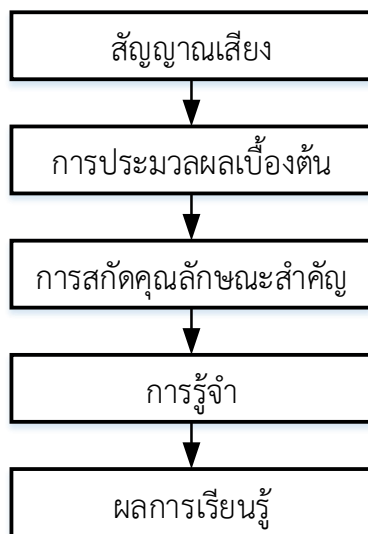 สัญญาณเสียง
การประมวลผลเบื้องต้น
การสกัดคุณลักษณะสำคัญ
การรู้จำ
ผลการเรียนรู้